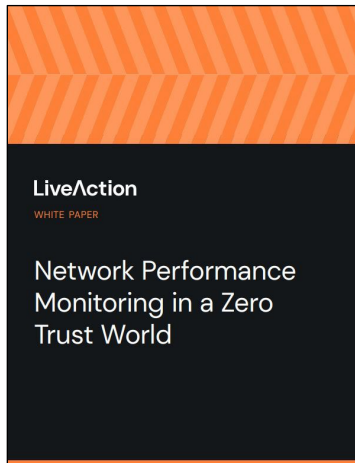 LiveAction
WHITE PAPER
Network Performance
Monitoring in a Zero
Trust World